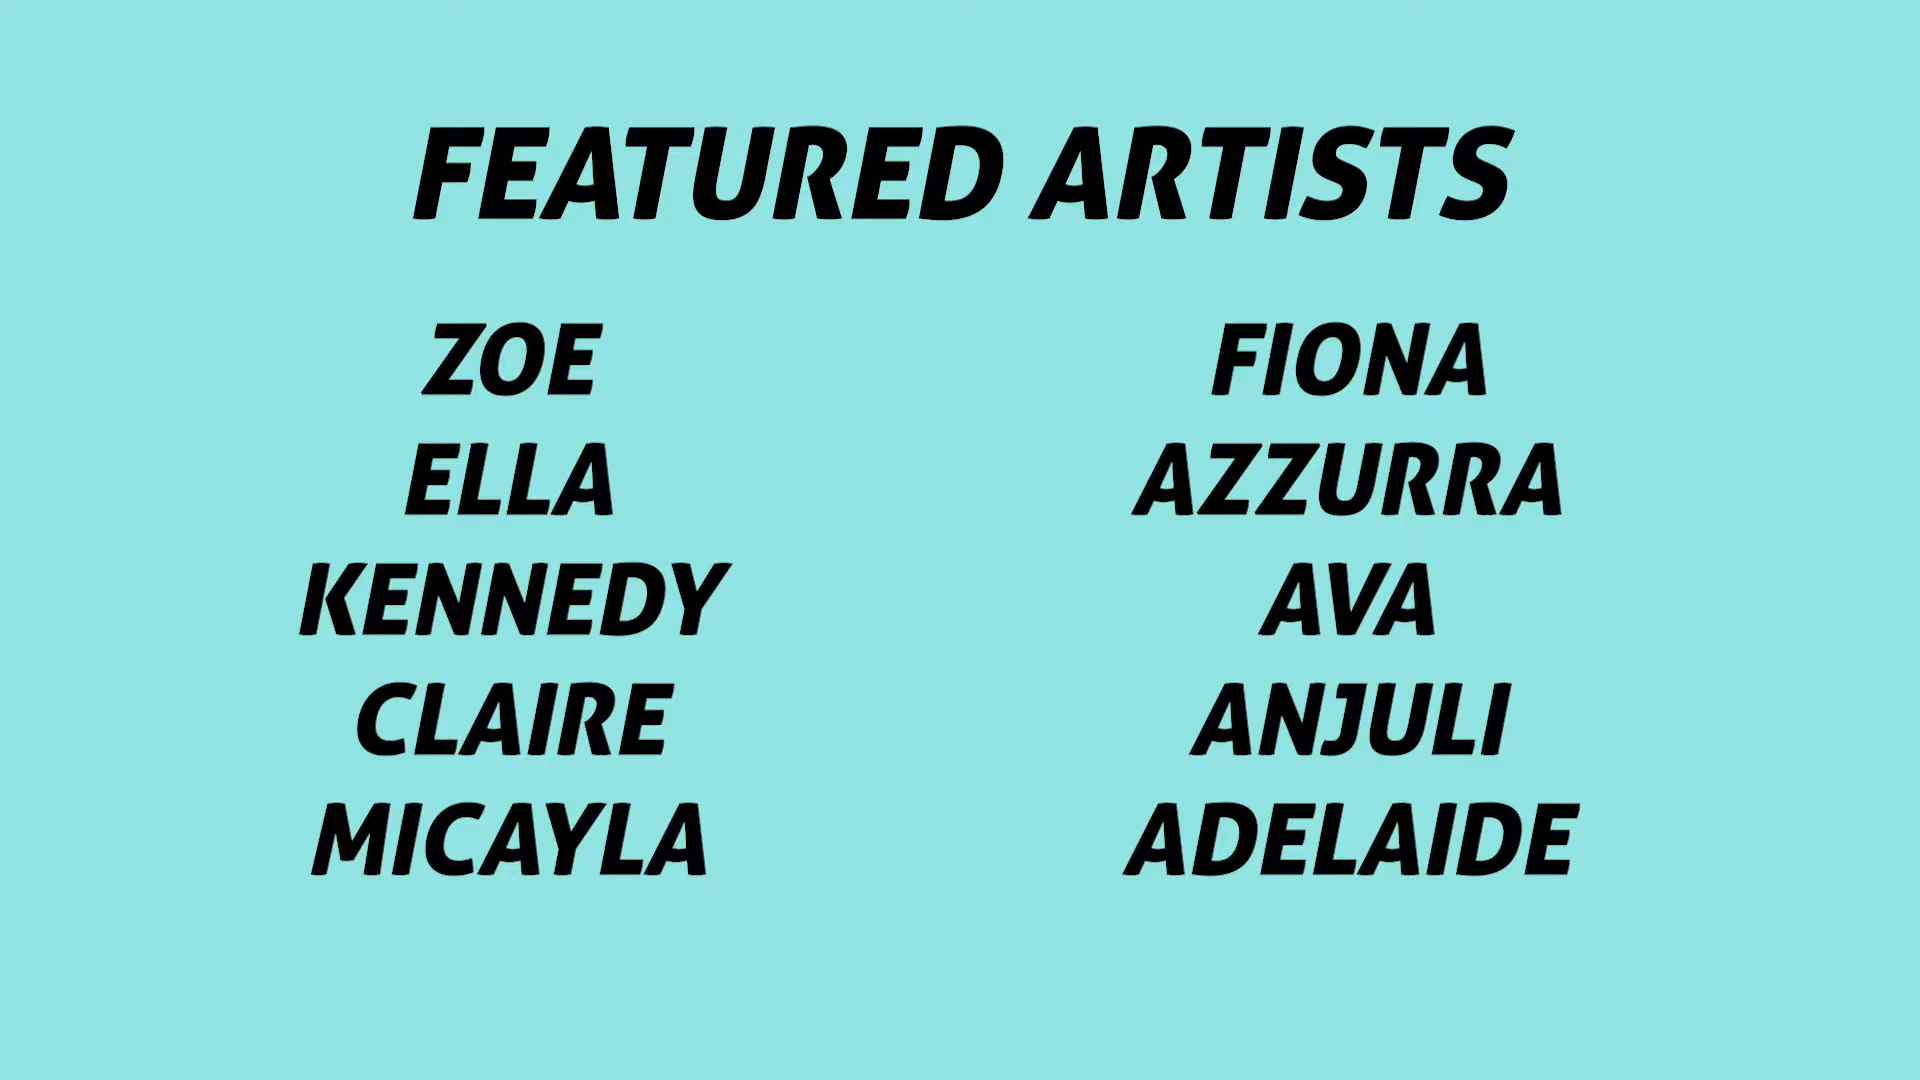 FEATURED ARTISTS
ZOE
ELLA
KENNEDY
CLAIRE
MICAYLA
FIONA
AZZURRA
AVA
ANJULI
ADELAIDE